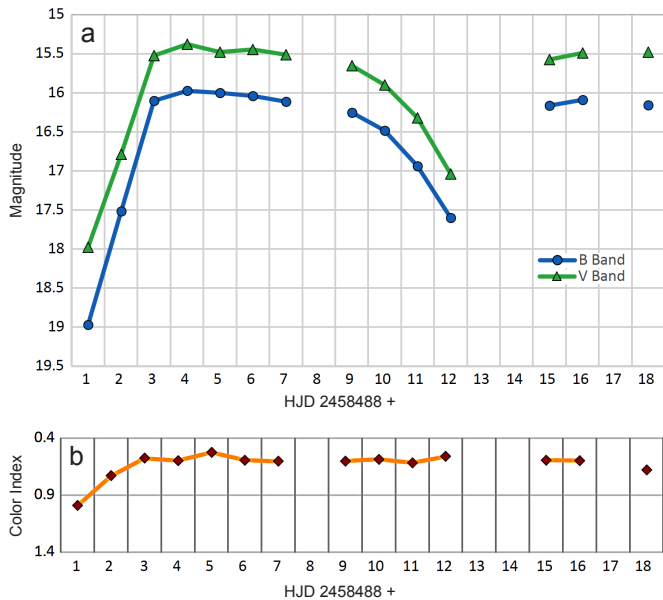 a
15
15.5
16
16.5
17
17.5
18
18.5
19
19.5
Magnitude
B Band
V Band
1 2 3 4 5 6 7 8 9 10 11 12 13 14 15 16 17 18
HJD 2458488 +
b
0.4
0.9
1.4
Color Index
1 2 3 4 5 6 7 8 9 10 11 12 13 14 15 16 17 18
HJD 2458488 +